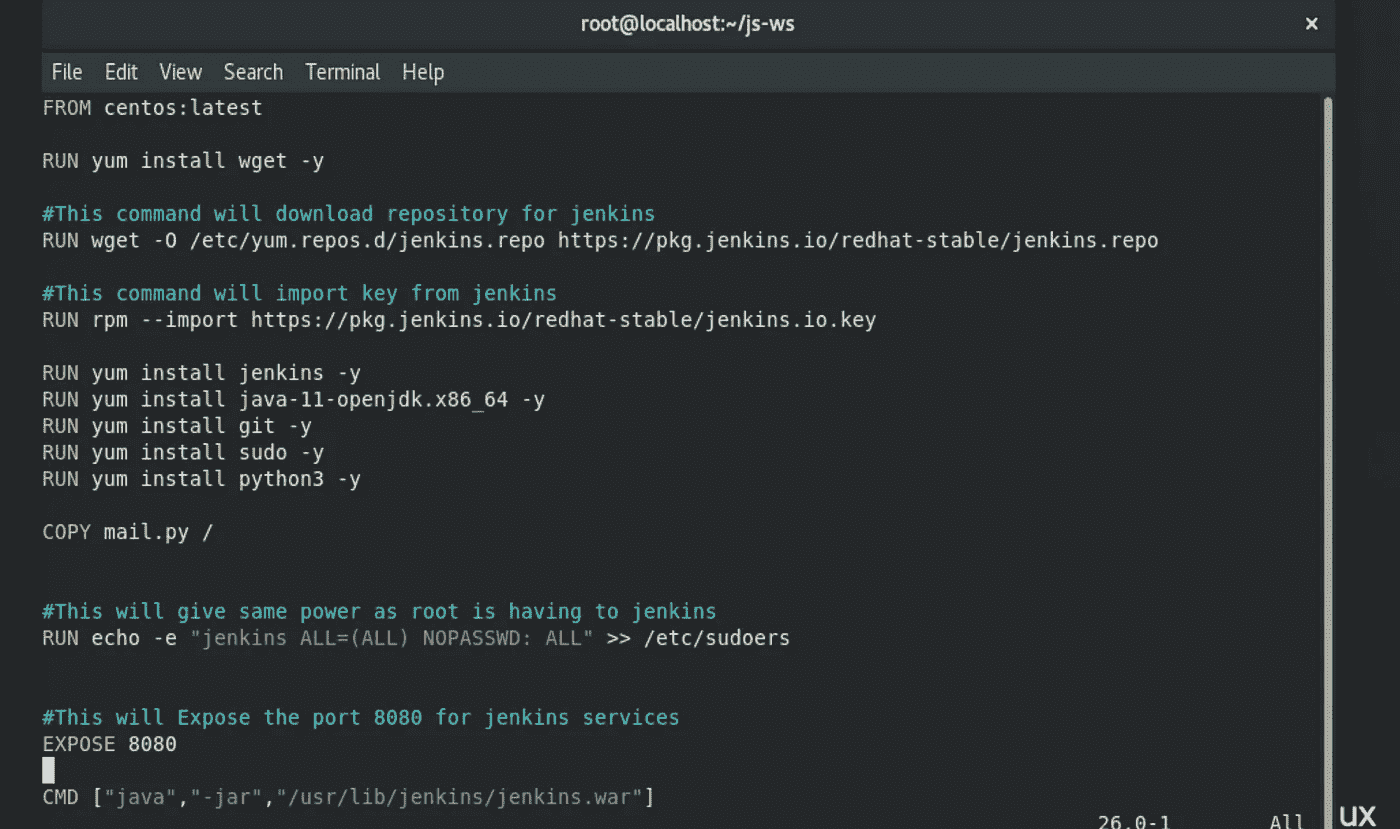 root@localhost:~/js-ws ×
File Edit View Search Terminal Help
FROM centos:latest
RUN yum install wget -y
#This command will download repository for jenkins
RUN wget -O /etc/yum.repos.d/jenkins.repo https://pkg.jenkins.io/redhat-stable/jenkins.repo
#This command will import key from jenkins
RUN rpm --import https://pkg.jenkins.io/redhat-stable/jenkins.io.key
RUN yum install jenkins -y
RUN yum install java-11-openjdk.x86_64 -y
RUN yum install git -y
RUN yum install sudo -y
RUN yum install python3 -y
COPY mail.py /
#This will give same power as root is having to jenkins
RUN echo -e "jenkins ALL=(ALL) NOPASSWD: ALL" >> /etc/sudoers
#This will Expose the port 8080 for jenkins services
EXPOSE 8080
CMD ["java","-jar","/usr/lib/jenkins/jenkins.war"]
26,0-1 All
ux